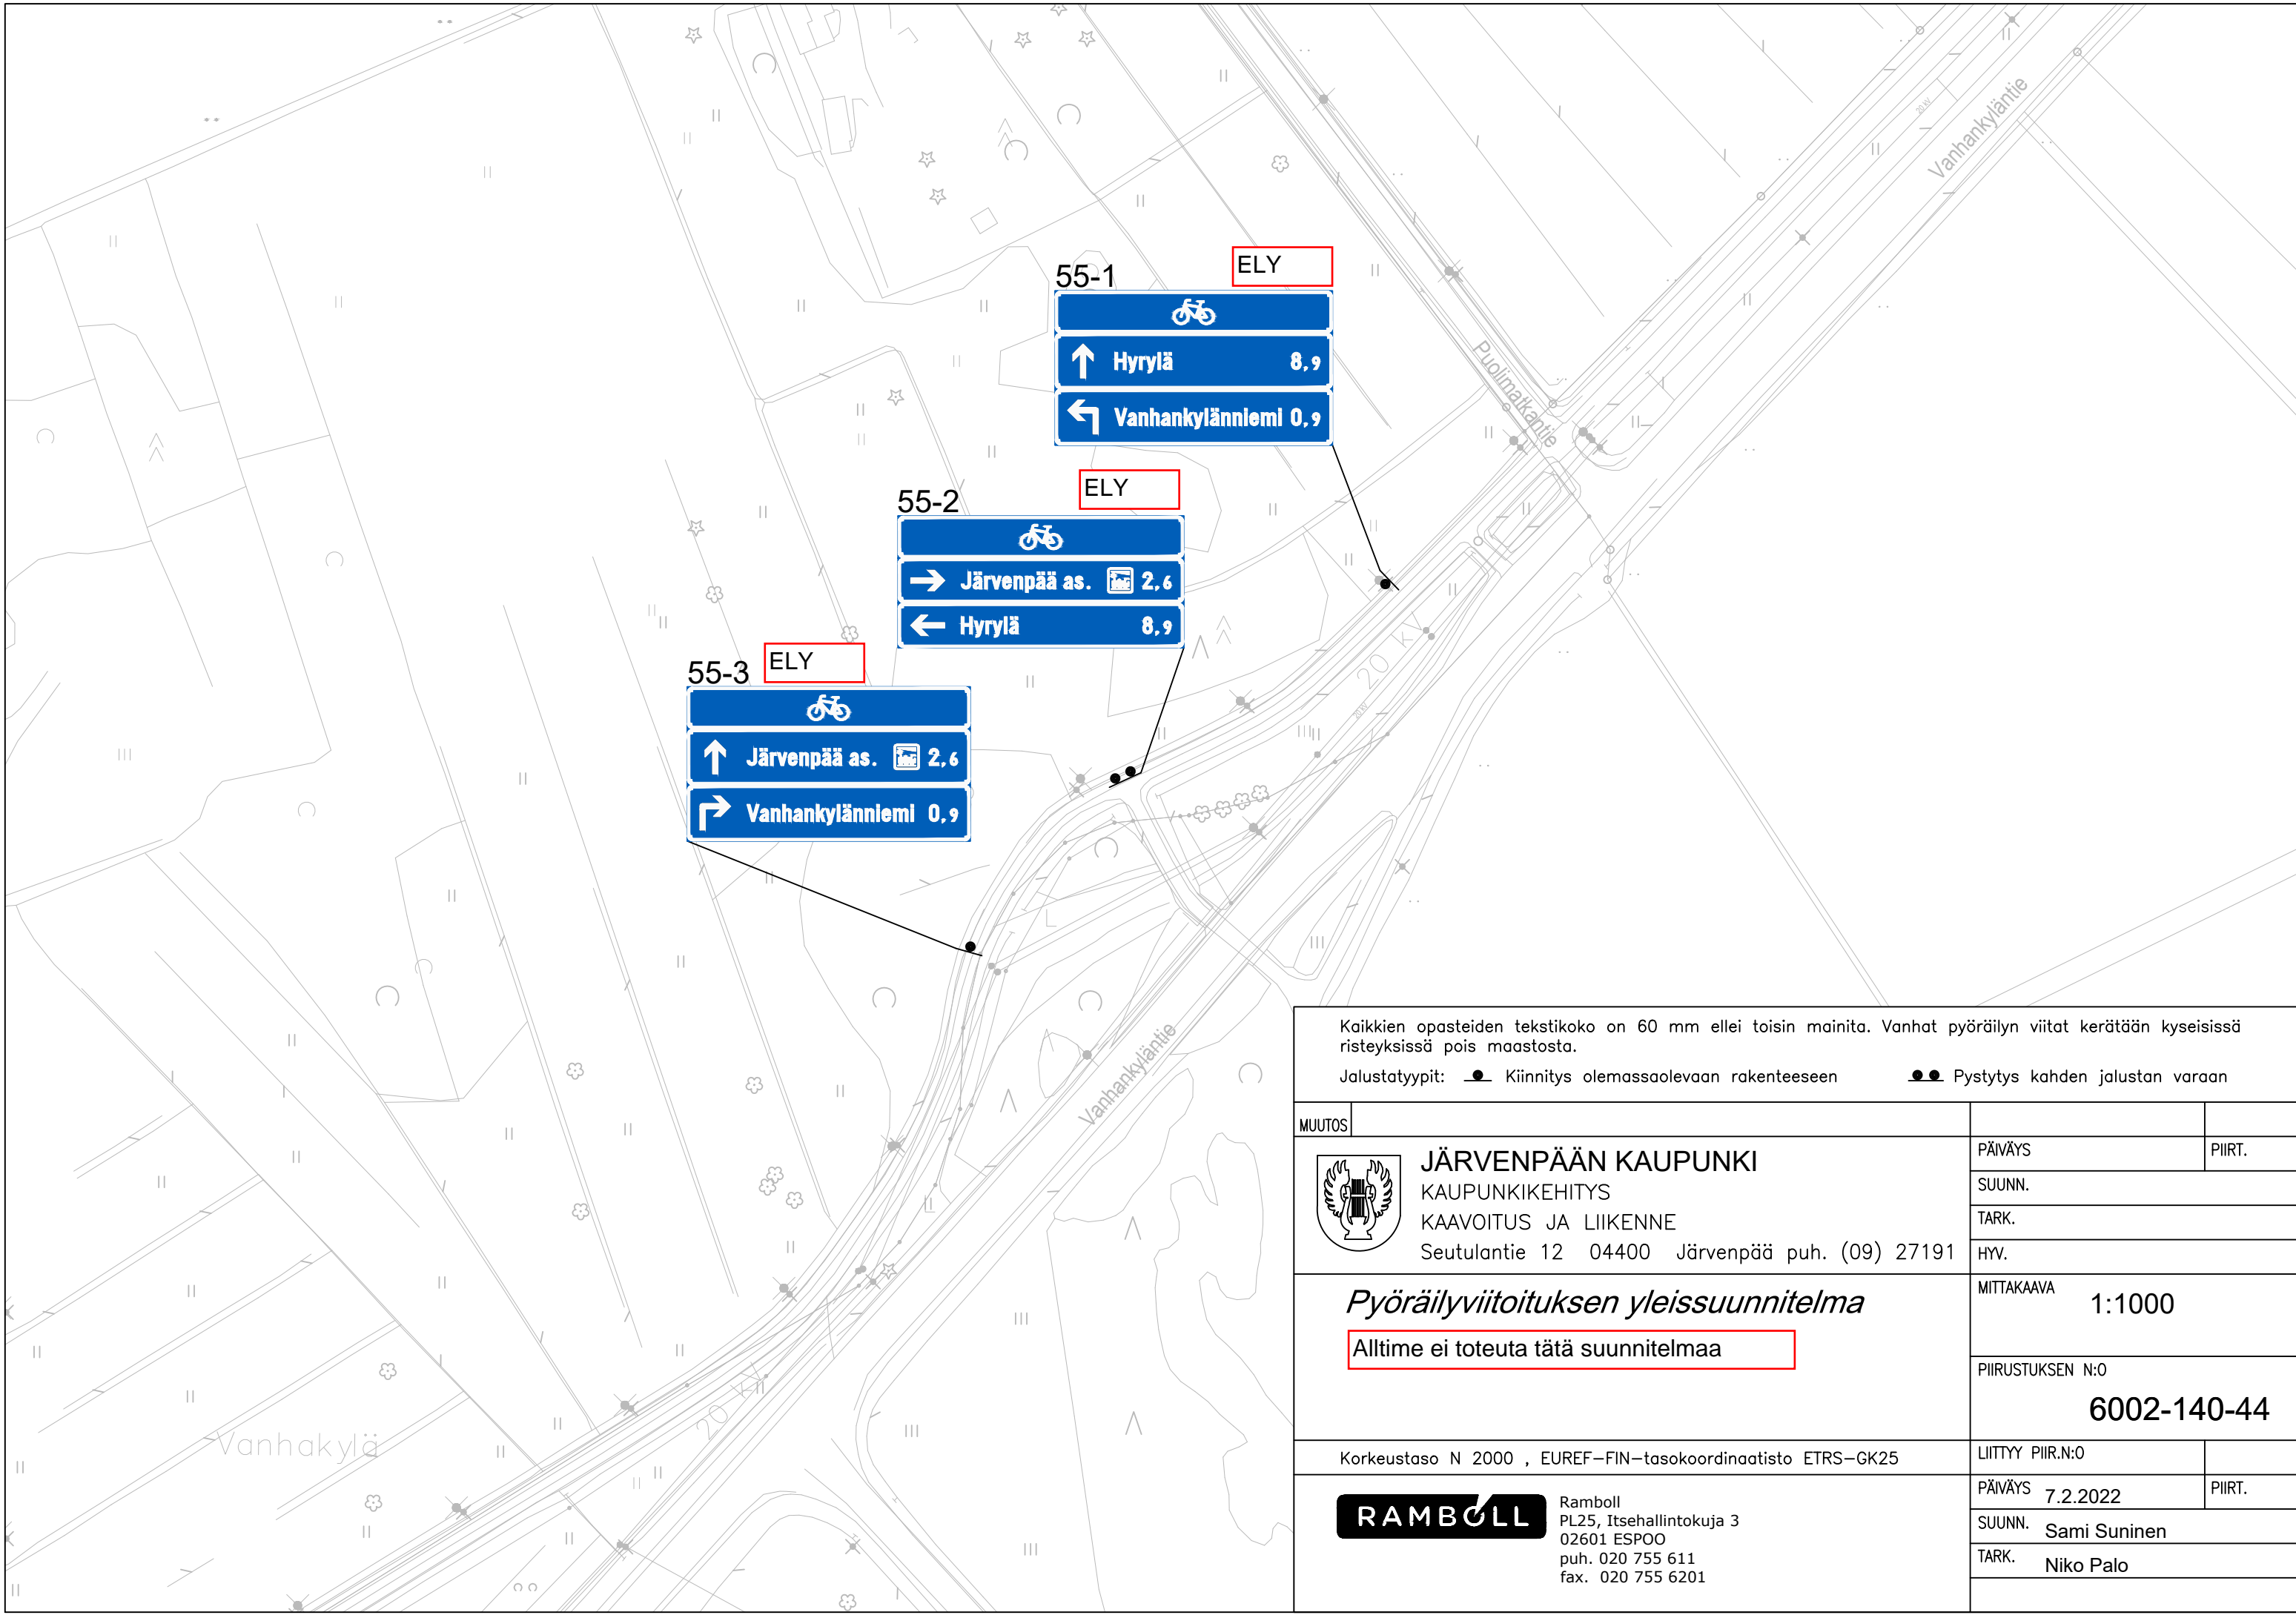 Vanhankyläntie
20 kV
55-1
ELY
Hyrylä 8,9
Vanhankylänniemi 0,9
Puolimatkantie
55-2
ELY
Järvenpää as. 2,6
Hyrylä 8,9
20 kV
20 kV
55-3
ELY
Järvenpää as. 2,6
Vanhankylänniemi 0,9
Vanhankyläntie
20 kV
Vanhakylä
Kaikkien opasteiden tekstikoko on 60 mm ellei toisin mainita. Vanhat pyöräilyn viitat kerätään kyseisissä
risteyksissä pois maastosta.
Jalustatyypit: Kiinnitys olemassaolevaan rakenteeseen Pystytys kahden jalustan varaan
MUUTOS
JÄRVENPÄÄN KAUPUNKI
KAUPUNKIKEHITYS
KAAVOITUS JA LIIKENNE
Seutulantie 12 04400 Järvenpää puh. (09) 27191
PÄIVÄYS PIIRT.
SUUNN.
TARK.
HYV.
Pyöräilyviitoituksen yleissuunnitelma
Alltime ei toteuta tätä suunnitelmaa
MITTAKAAVA 1:1000
PIIRUSTUKSEN N:O
6002-140-44
Korkeustaso N 2000 , EUREF-FIN-tasokoordinaatisto ETRS-GK25
LIITTYY PIIR.N:O
RAMBOLL
Ramboll
PL25, Itsehallintokuja 3
02601 ESPOO
puh. 020 755 611
fax. 020 755 6201
PÄIVÄYS 7.2.2022 PIIRT.
SUUNN. Sami Suninen
TARK. Niko Palo